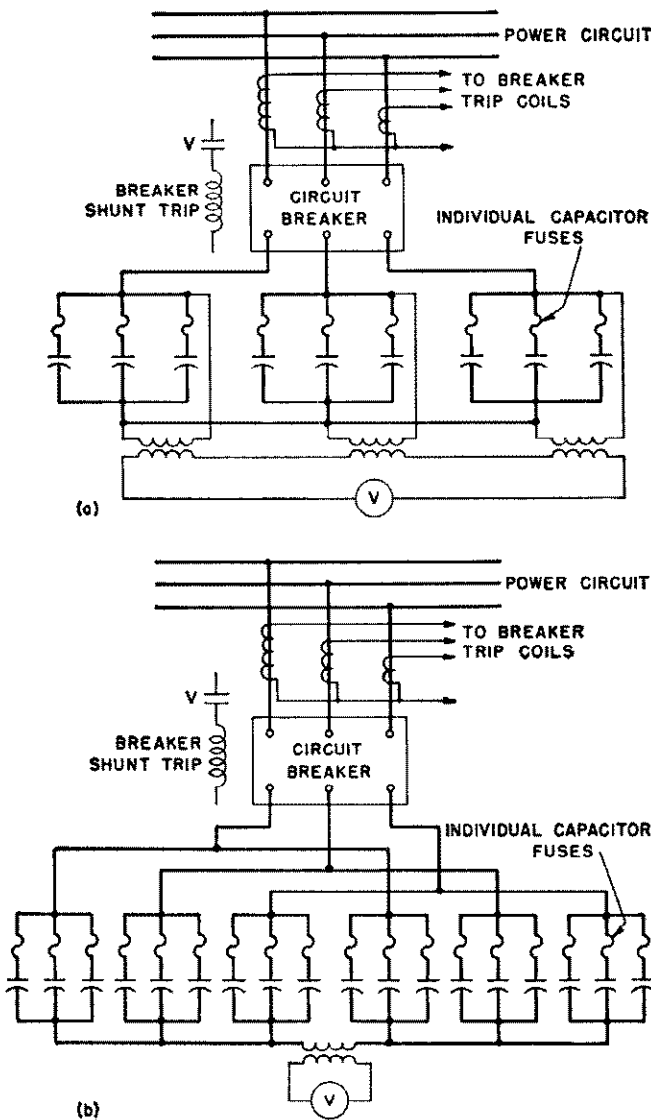 POWER CIRCUIT
TO BREAKER
TRIP COILS
V
BREAKER
SHUNT TRIP
CIRCUIT
BREAKER
INDIVIDUAL CAPACITOR
FUSES
V
(a)
POWER CIRCUIT
TO BREAKER
TRIP COILS
V
BREAKER
SHUNT TRIP
CIRCUIT
BREAKER
INDIVIDUAL CAPACITOR
FUSES
V
(b)